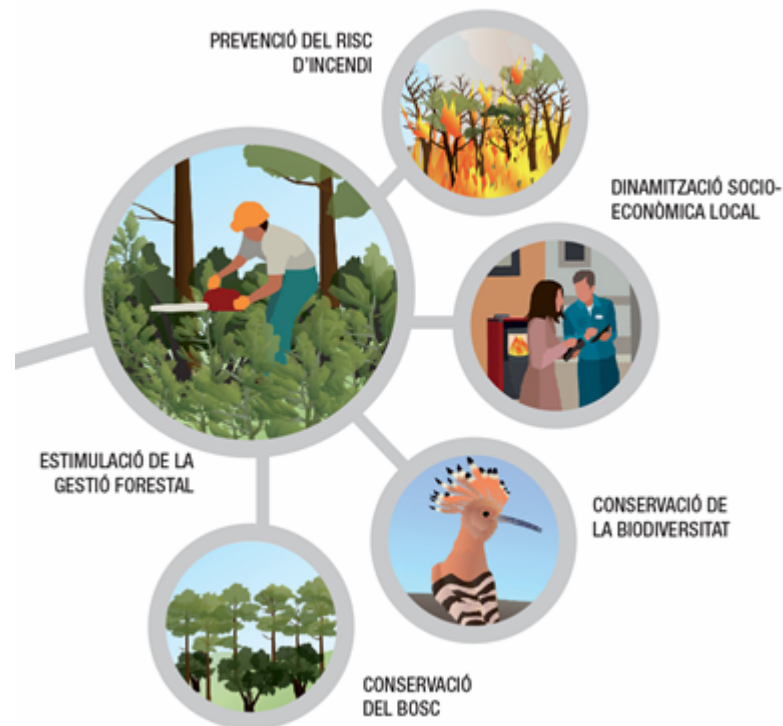 PREVENCIÓ DEL RISC
D'INCENDI
DINAMITZACIÓ SOCIO-
ECONÒMICA LOCAL
ESTIMULACIÓ DE LA
GESTIÓ FORESTAL
CONSERVACIÓ DE
LA BIODIVERSITAT
CONSERVACIÓ
DEL BOSC